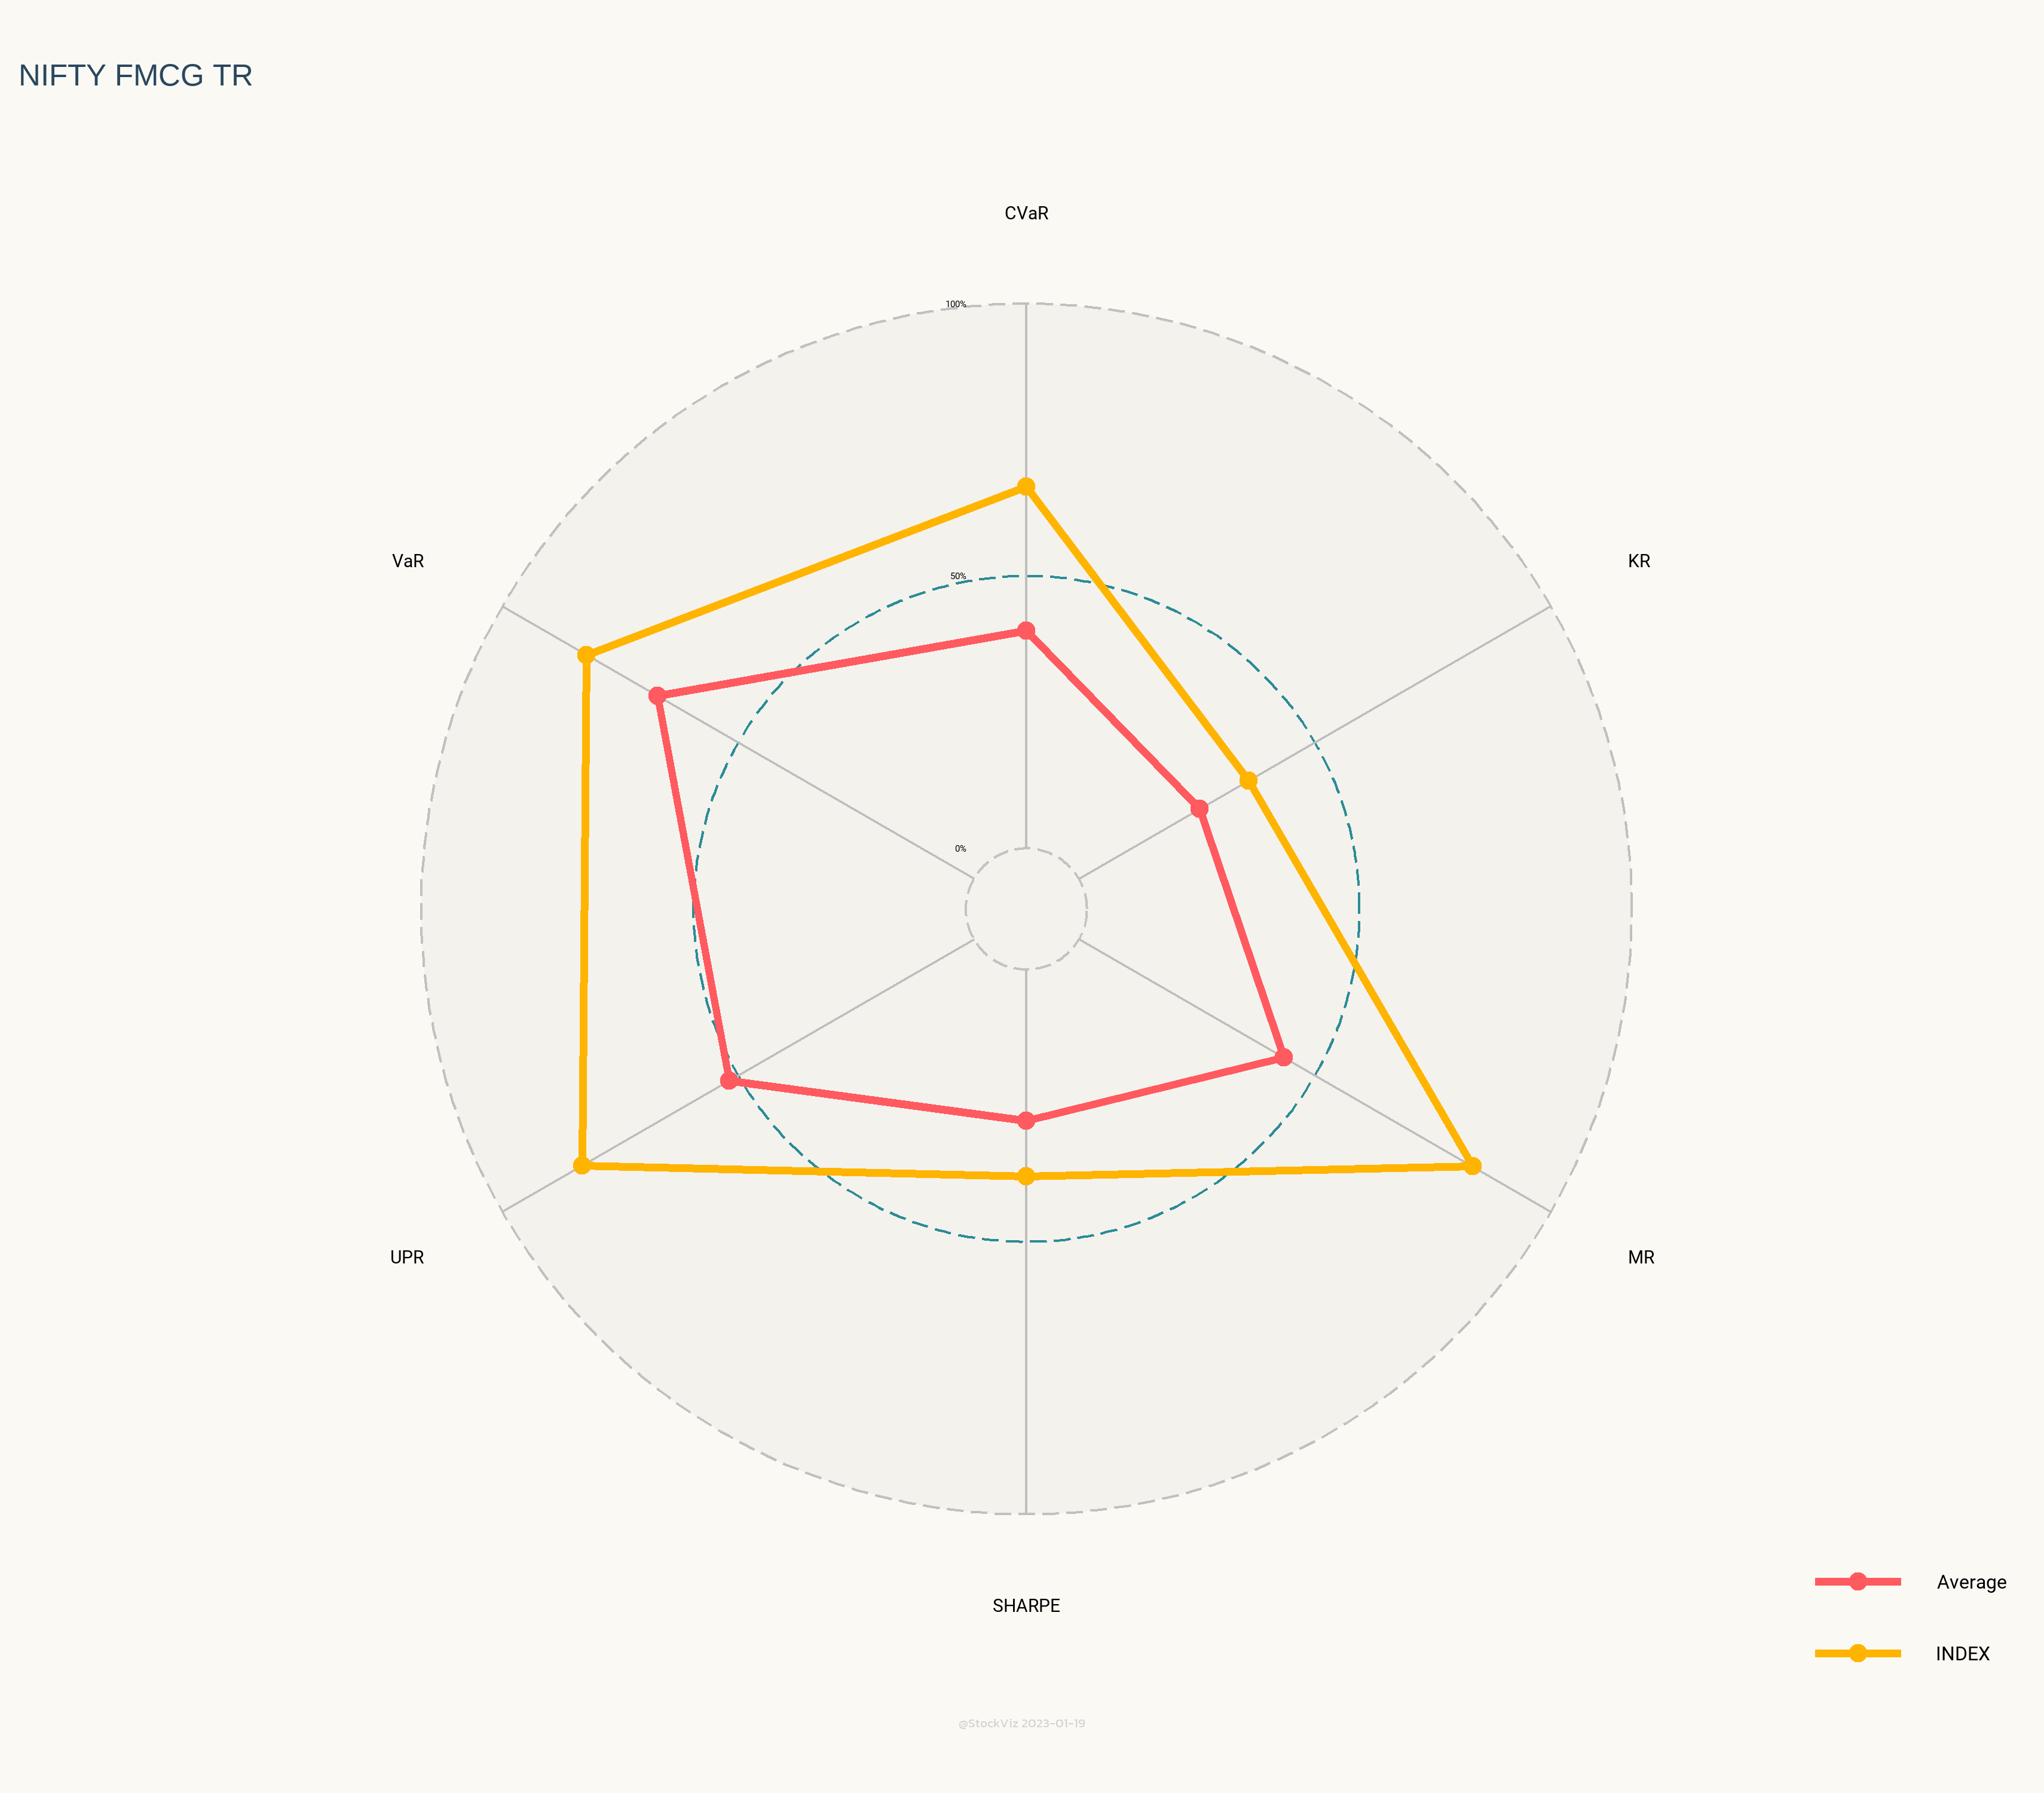 NIFTY FMCG TR
CVaR
100%
VaR
KR
50%
0%
UPR
MR
SHARPE
Average
INDEX
@StockViz 2023-01-19